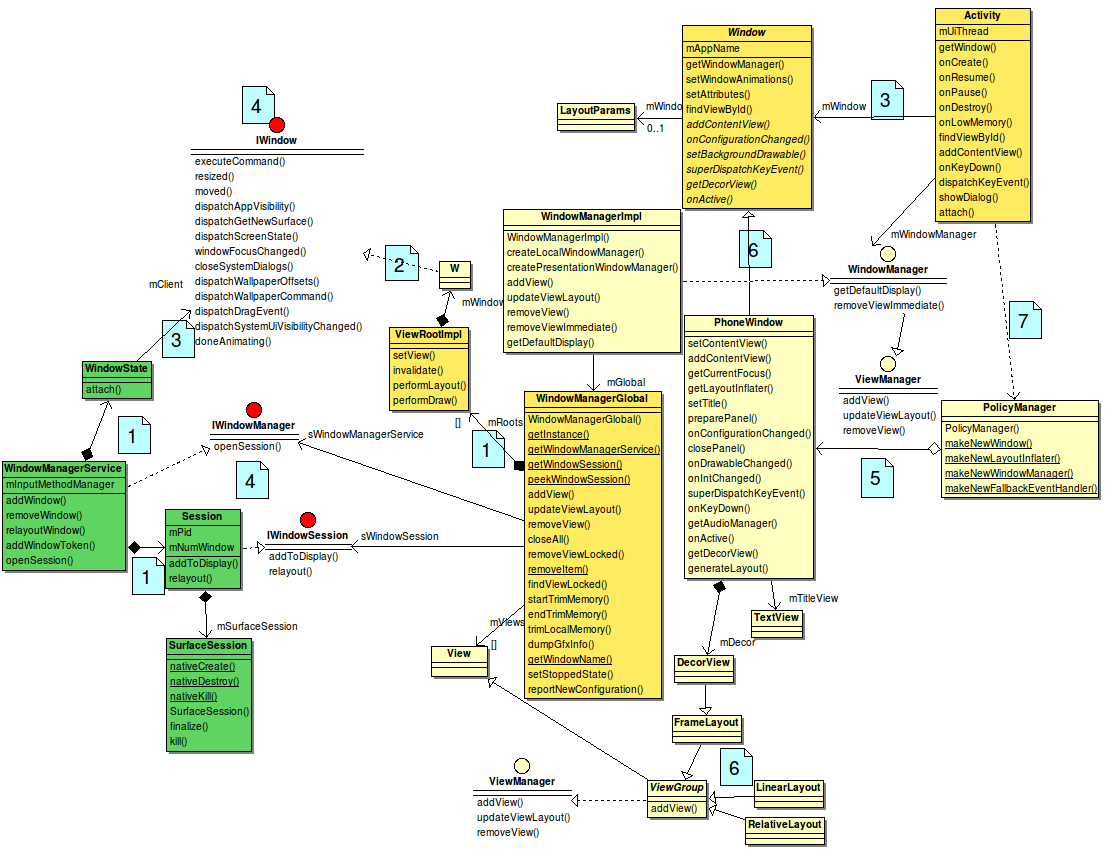 Activity
mUiThread
getWindow()
onCreate()
onResume()
onPause()
onDestroy()
onLowMemory()
findViewById()
addContentView()
onKeyDown()
dispatchKeyEvent()
showDialog()
attach()
Window
mAppName
getWindowManager()
setWindowAnimations()
setAttributes()
findViewById()
addContentView()
onConfigurationChanged()
setBackgroundDrawable()
superDispatchKeyEvent()
getDecorView()
onActive()
3
mWindow
LayoutParams
mWindo
0..1
4
IWindow
executeCommand()
resized()
moved()
dispatchAppVisibility()
dispatchGetNewSurface()
dispatchScreenState()
windowFocusChanged()
closeSystemDialogs()
dispatchWallpaperOffsets()
dispatchWallpaperCommand()
dispatchDragEvent()
dispatchSystemUiVisibilityChanged()
doneAnimating()
mClient
3
2
W
mWindow
WindowManagerImpl
WindowManagerImpl()
createLocalWindowManager()
createPresentationWindowManager()
addView()
updateViewLayout()
removeView()
removeViewImmediate()
getDefaultDisplay()
6
mWindowManager
WindowManager
getDefaultDisplay()
removeViewImmediate()
7
ViewManager
addView()
updateViewLayout()
removeView()
PhoneWindow
setContentView()
addContentView()
getCurrentFocus()
getLayoutInflater()
setTitle()
preparePanel()
onConfigurationChanged()
closePanel()
onDrawableChanged()
onIntChanged()
superDispatchKeyEvent()
onKeyDown()
getAudioManager()
onActive()
getDecorView()
generateLayout()
ViewRootImpl
setView()
invalidate()
performLayout()
performDraw()
WindowState
attach()
1
mGlobal
WindowManagerGlobal
WindowManagerGlobal()
getInstance()
getWindowManagerService()
getWindowSession()
peekWindowSession()
addView()
updateViewLayout()
removeView()
closeAll()
removeViewLocked()
removeItem()
findViewLocked()
startTrimMemory()
endTrimMemory()
trimLocalMemory()
dumpGfxInfo()
getWindowName()
setStoppedState()
reportNewConfiguration()
[]
mRoots
1
PolicyManager
PolicyManager()
makeNewWindow()
makeNewLayoutInflater()
makeNewWindowManager()
makeNewFallbackEventHandler()
5
IWindowManager
openSession()
sWindowManagerService
4
WindowManagerService
mInputMethodManager
addWindow()
removeWindow()
relayoutWindow()
addWindowToken()
openSession()
Session
mPid
mNumWindow
addToDisplay()
relayout()
1
IWindowSession
addToDisplay()
relayout()
sWindowSession
mSurfaceSession
SurfaceSession
nativeCreate()
nativeDestroy()
nativeKill()
SurfaceSession()
finalize()
kill()
mViews
[]
View
mTitleView
TextView
mDecor
DecorView
FrameLayout
6
ViewGroup
addView()
LinearLayout
RelativeLayout
ViewManager
addView()
updateViewLayout()
removeView()